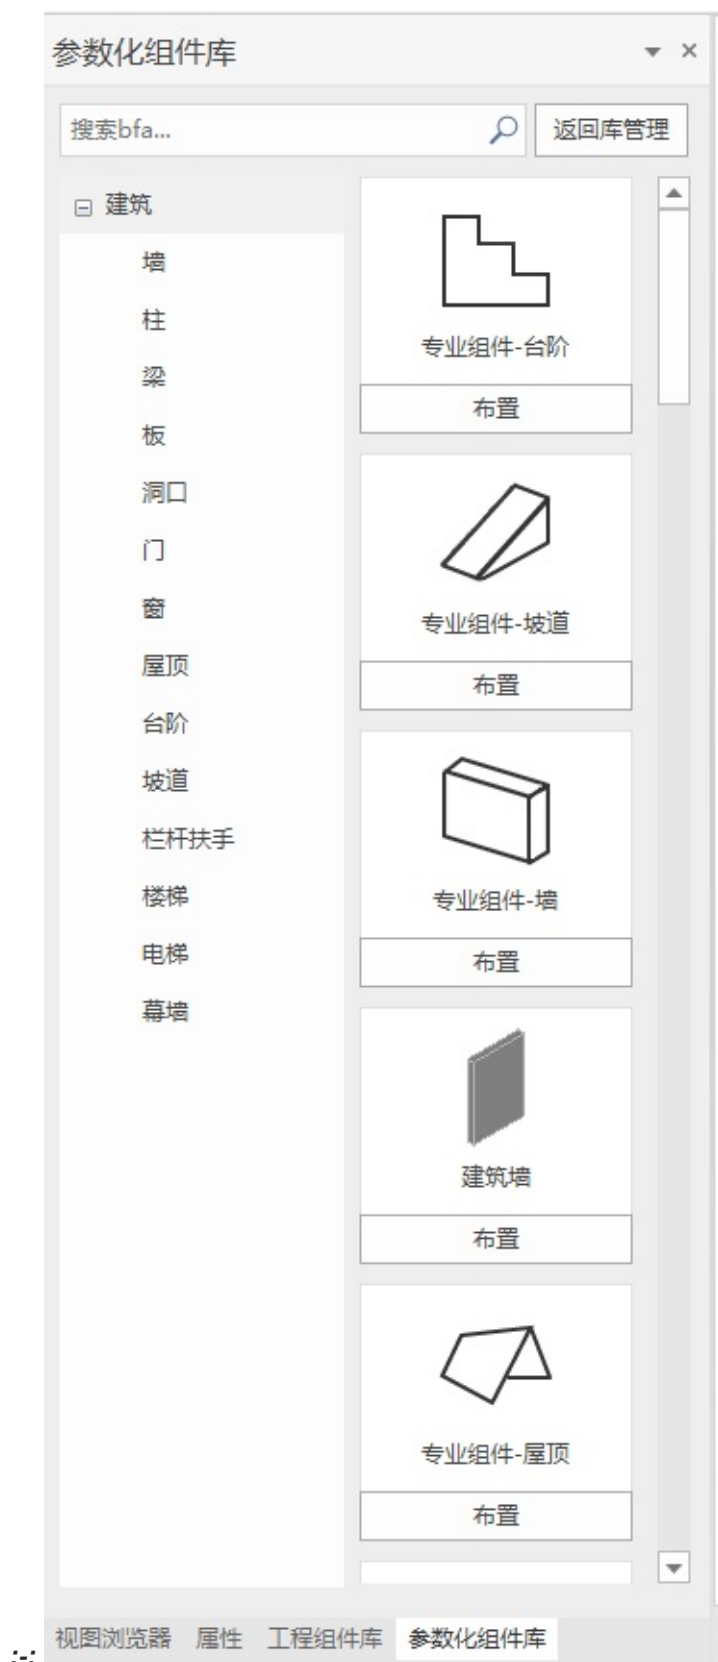 参数化组件库
搜索bfa...
返回库管理
建筑
墙
柱
梁
板
洞口
门
窗
屋顶
台阶
坡道
栏杆扶手
楼梯
电梯
幕墙
专业组件-台阶
布置
专业组件-坡道
布置
专业组件-墙
布置
建筑墙
布置
专业组件-屋顶
布置
视图浏览器 属性 工程组件库 参数化组件库